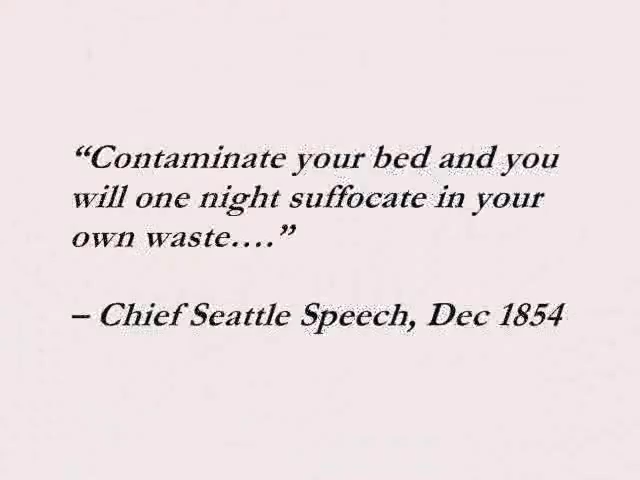 “Contaminate your bed and you
will one night suffocate in your
own waste….”
– Chief Seattle Speech, Dec 1854